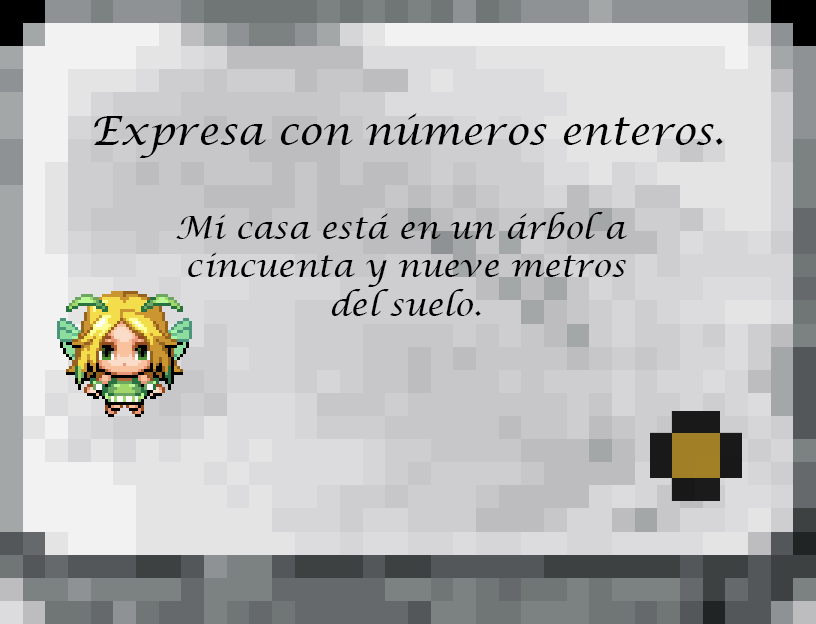 Expresa con números enteros.
Mi casa está en un árbol a
cincuenta y nueve metros
del suelo.